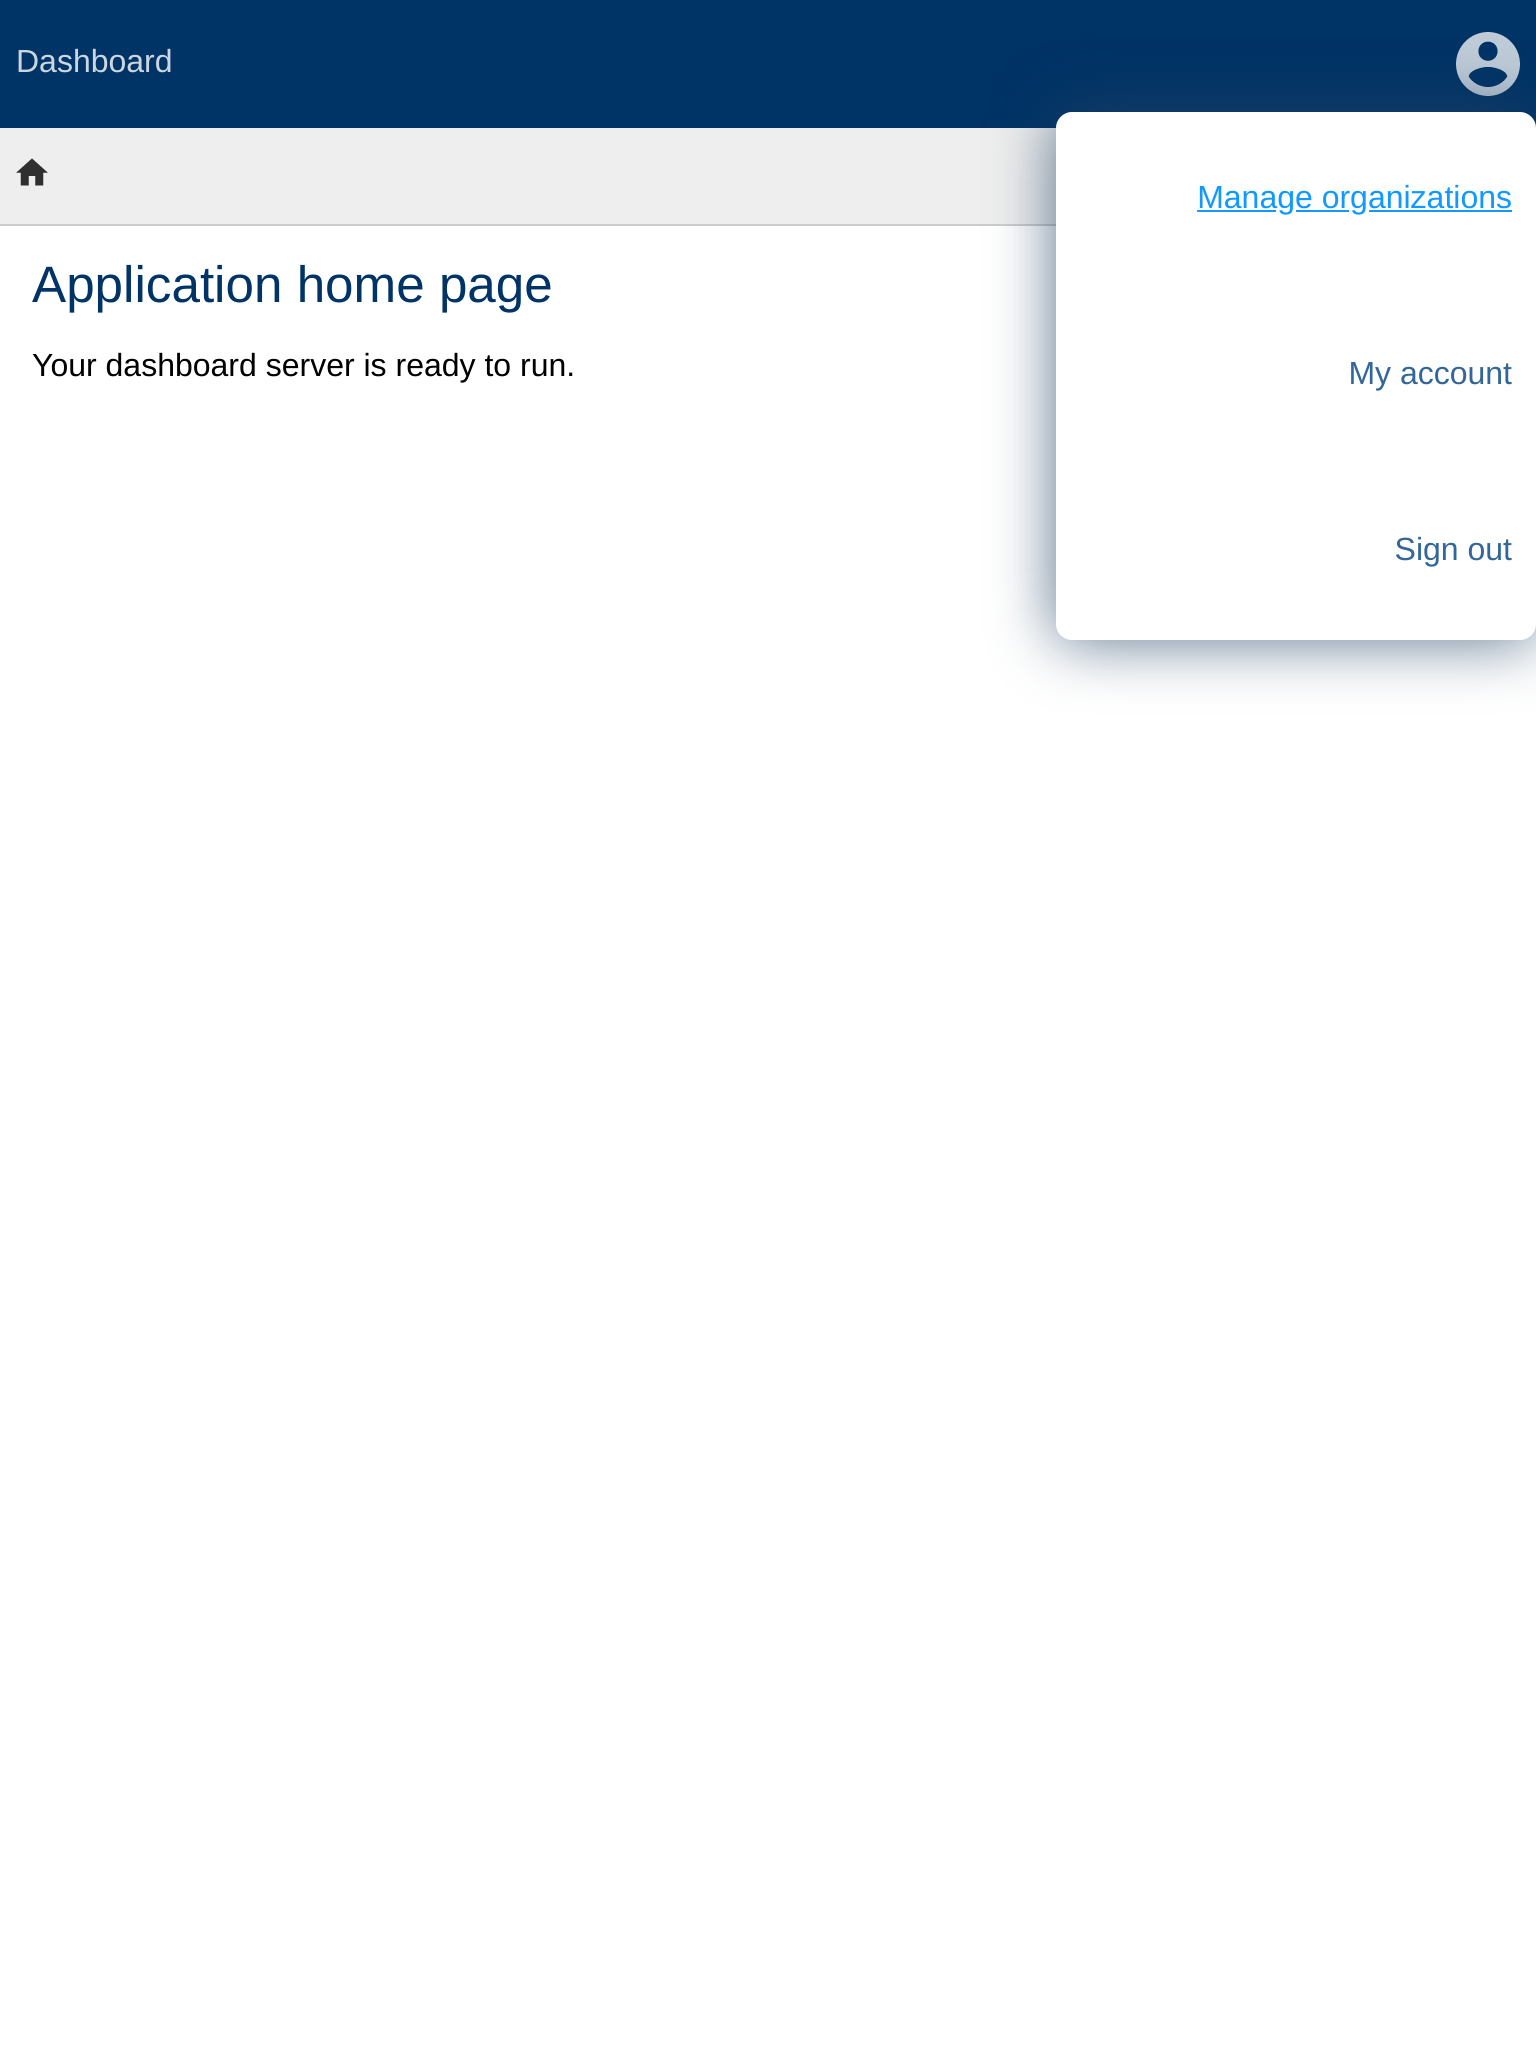 Dashboard
Manage organizations
Application home page
Your dashboard server is ready to run.
My account
Sign out